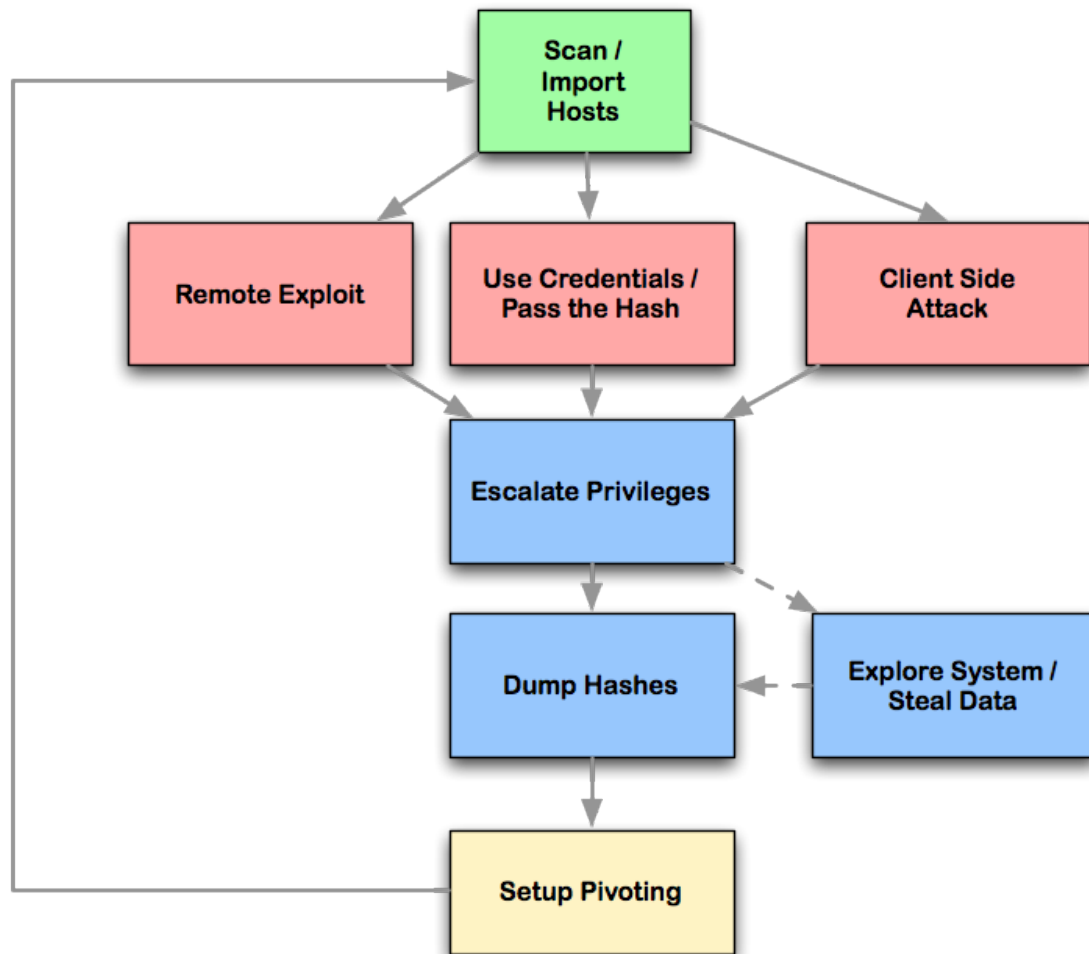 Scan /
Import
Hosts
Remote Exploit
Use Credentials /
Pass the Hash
Client Side
Attack
Escalate Privileges
Dump Hashes
Explore System /
Steal Data
Setup Pivoting